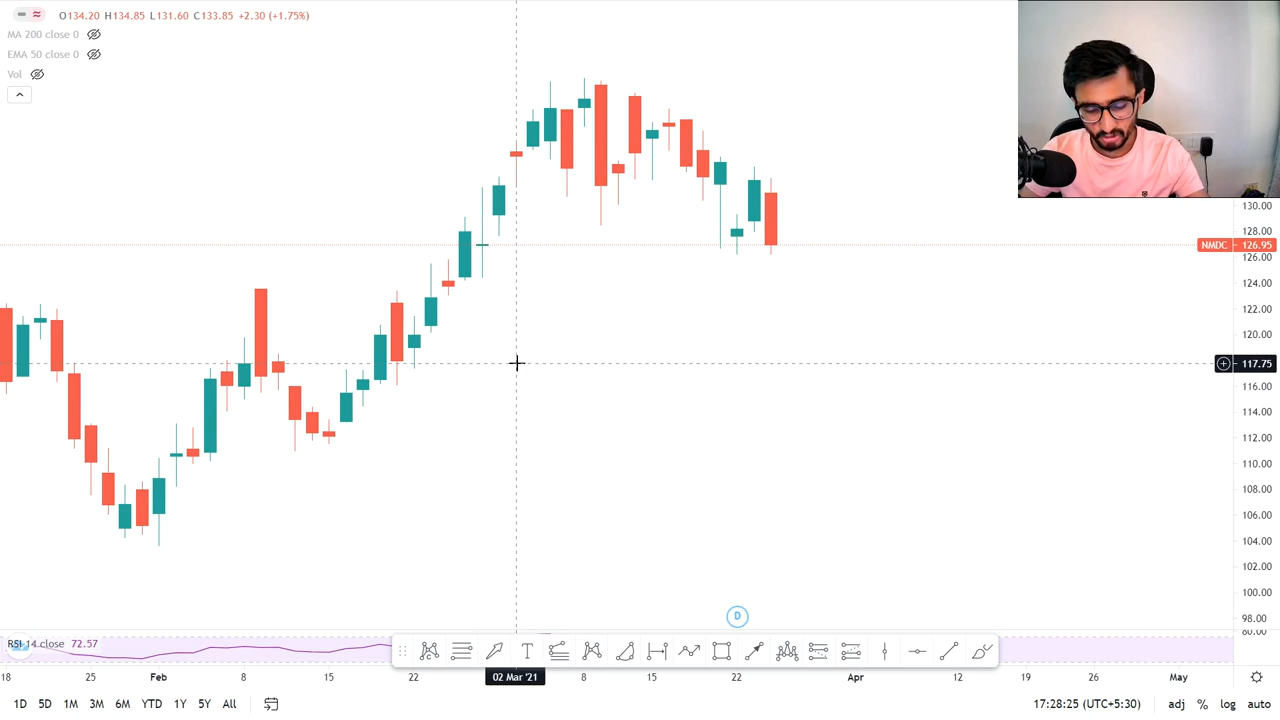 O134.20 H134.85 L131.60 C133.85 +2.30 (+1.75%)
MA 200 close 0
EMA 50 close 0
Vol
130.00
128.00
NMDC 126.95
126.00
124.00
122.00
120.00
117.75
116.00
114.00
112.00
110.00
108.00
106.00
104.00
102.00
100.00
98.00
D
RSI 14 close 72.57
80.00
T
18 Feb 8 15 22 02 Mar '21 8 15 22 Apr 12 19 26 May
25
1D 5D 1M 3M 6M YTD 1Y 5Y All 17:28:25 (UTC+5:30) adj % log auto